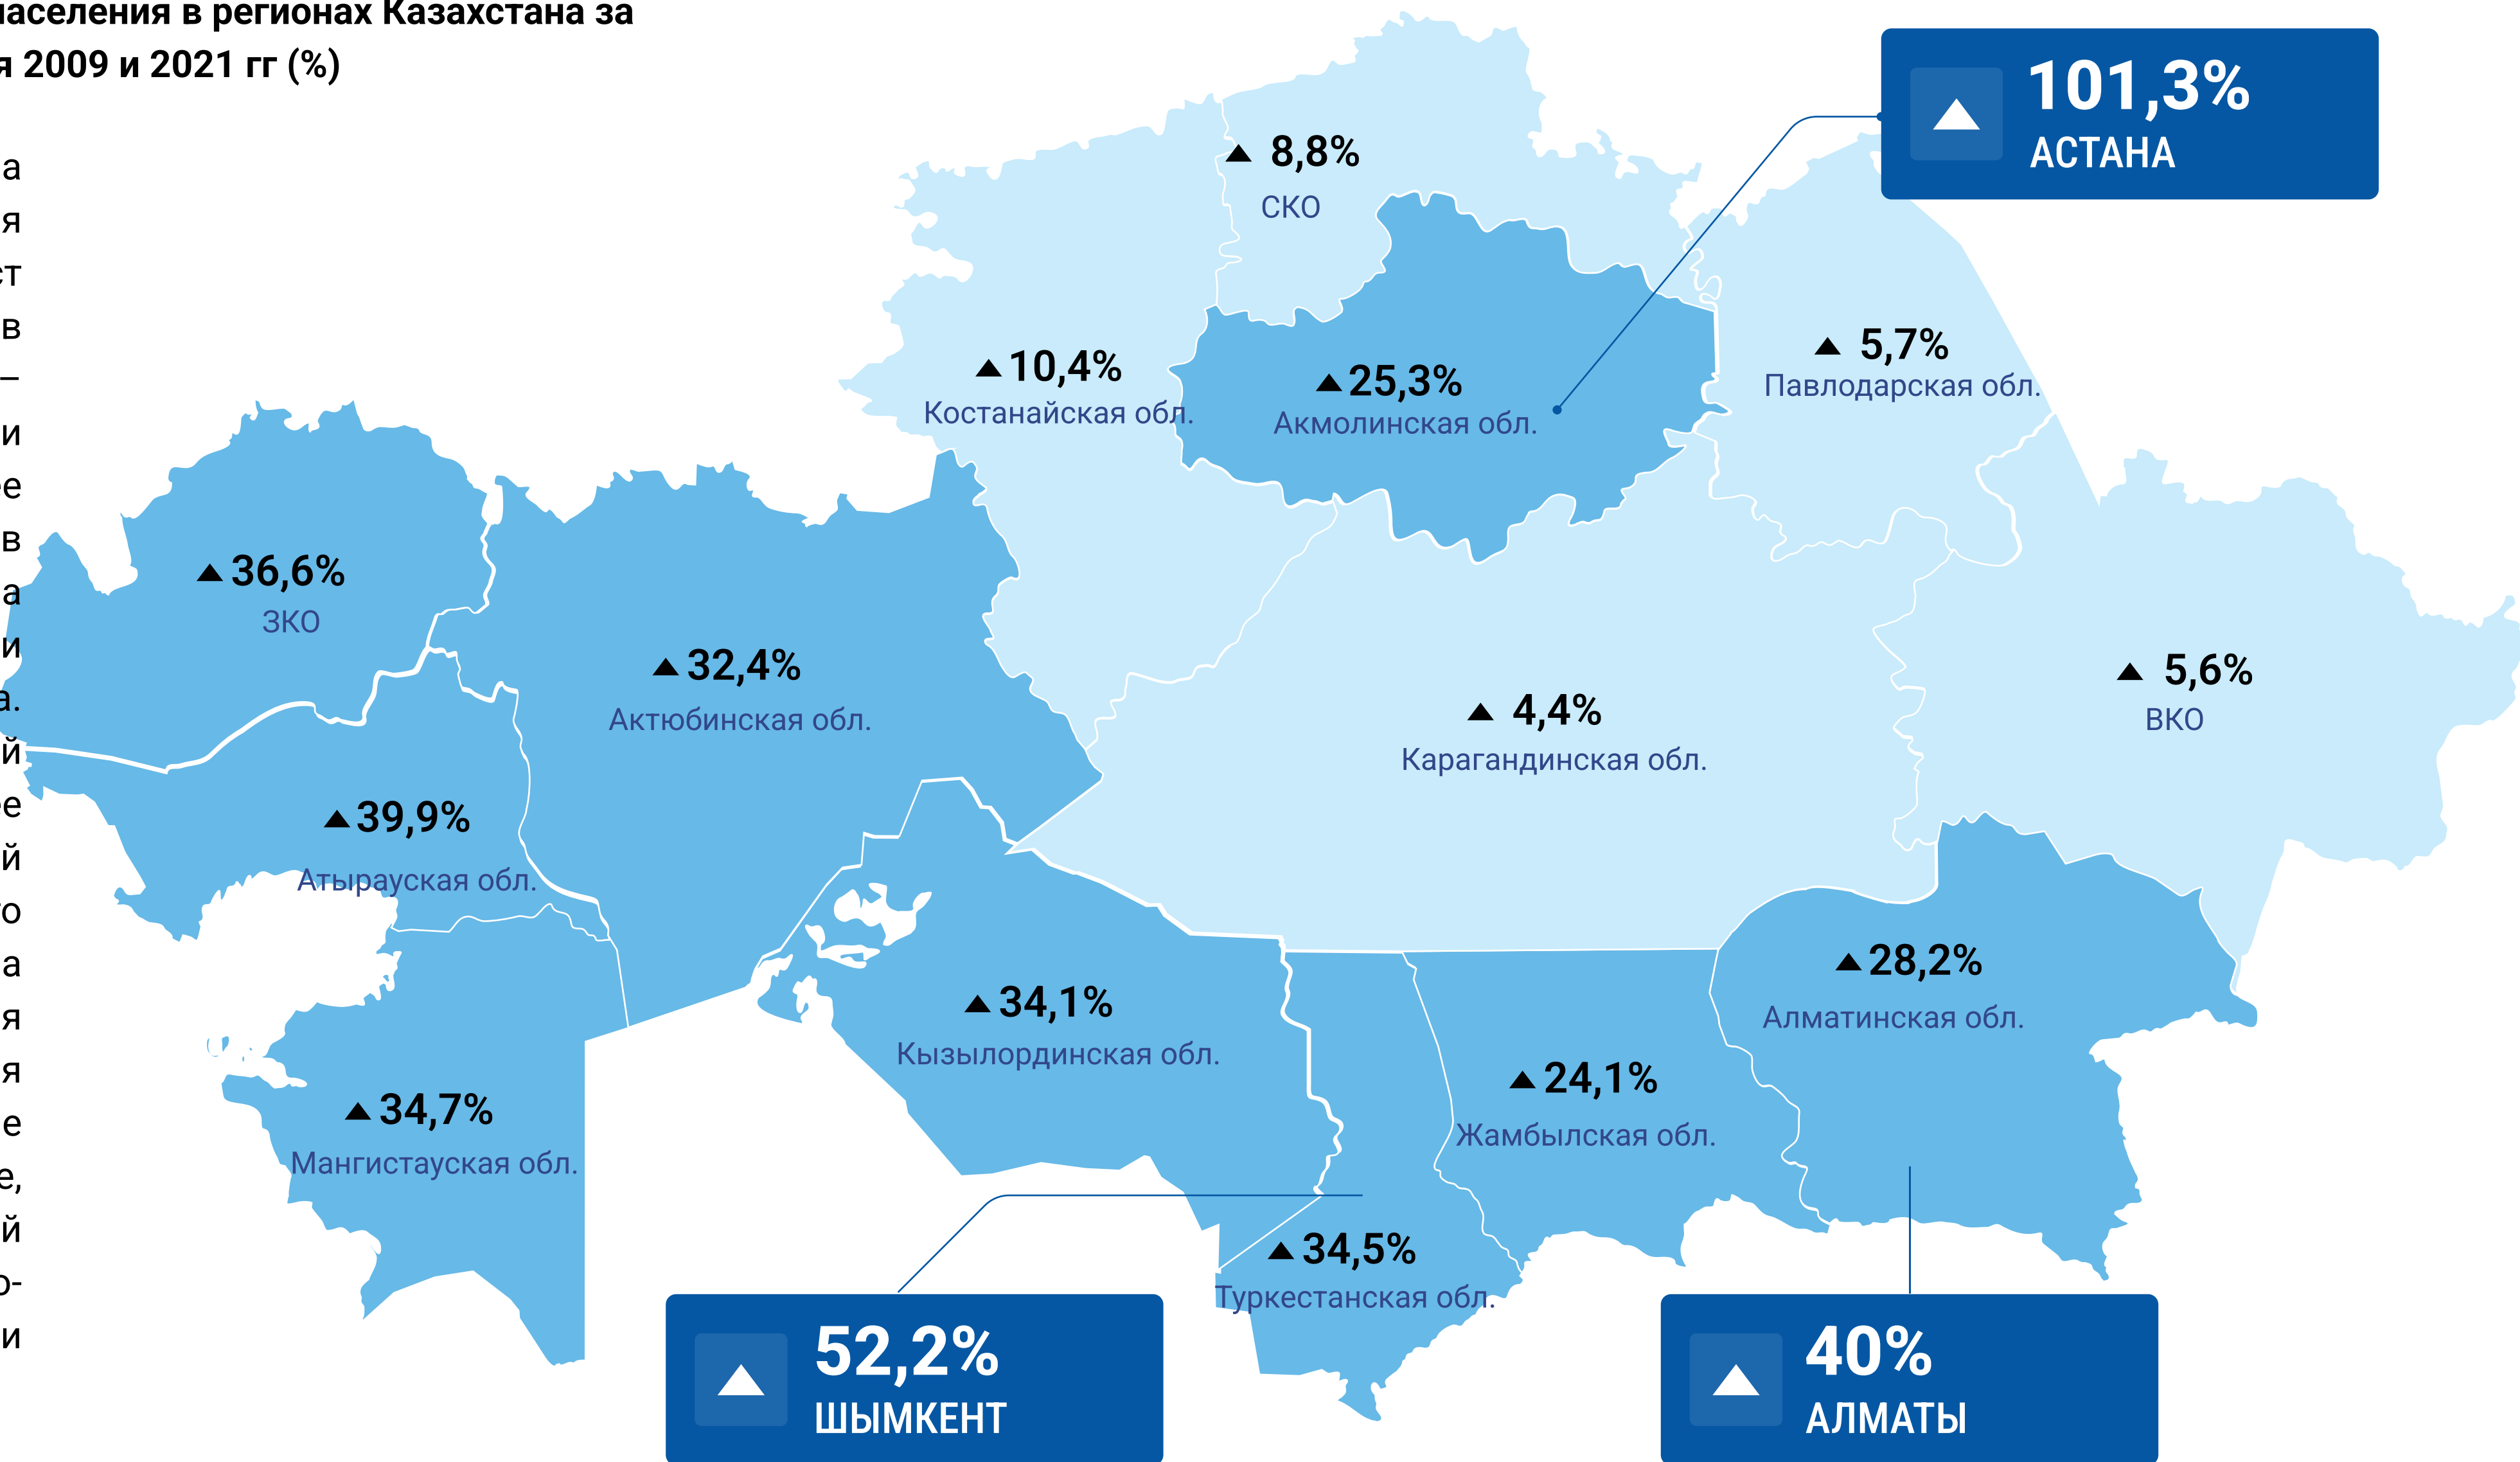 населения в регионах Казахстана за
я 2009 и 2021 гг (%)
а
я
ст
в
–
и
е
в
а
и
а.
й
е
й
го
а
я
я
е
е,
й
о-
и
101,3%
АСТАНА
8,8%
СКО
10,4%
Костанайская обл.
25,3%
Акмолинская обл.
5,7%
Павлодарская обл.
36,6%
ЗКО
32,4%
Актюбинская обл.
4,4%
Карагандинская обл.
5,6%
ВКО
39,9%
Атырауская обл.
34,1%
Кызылординская обл.
28,2%
Алматинская обл.
34,7%
Мангистауская обл.
24,1%
Жамбылская обл.
34,5%
Туркестанская обл.
52,2%
ШЫМКЕНТ
40%
АЛМАТЫ